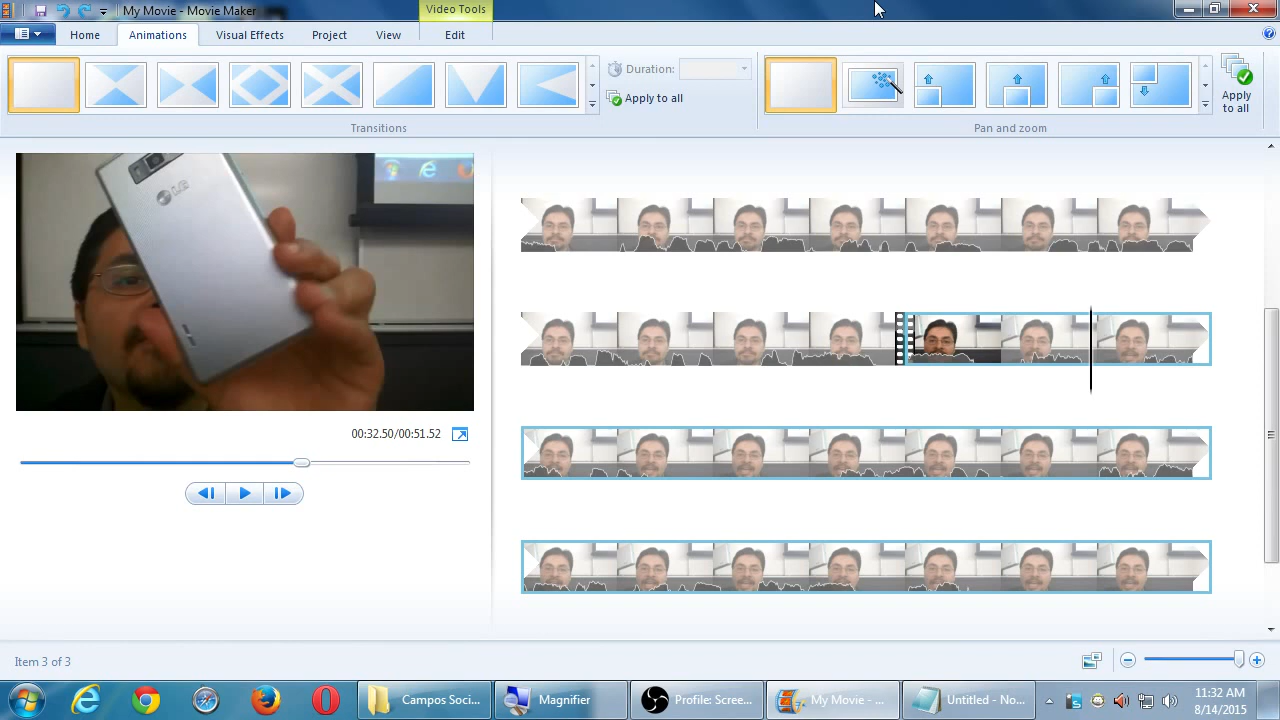 My Movie - Movie Maker
Video Tools
Home
Animations
Visual Effects
Project
View
Edit
Duration:
Apply to all
Apply
to all
Transitions
Pan and zoom
LG
00:32.50/00:51.52
Item 3 of 3
Campos Soci...
Magnifier
Profile: Scree...
My Movie - ...
Untitled - No...
11:32 AM
8/14/2015